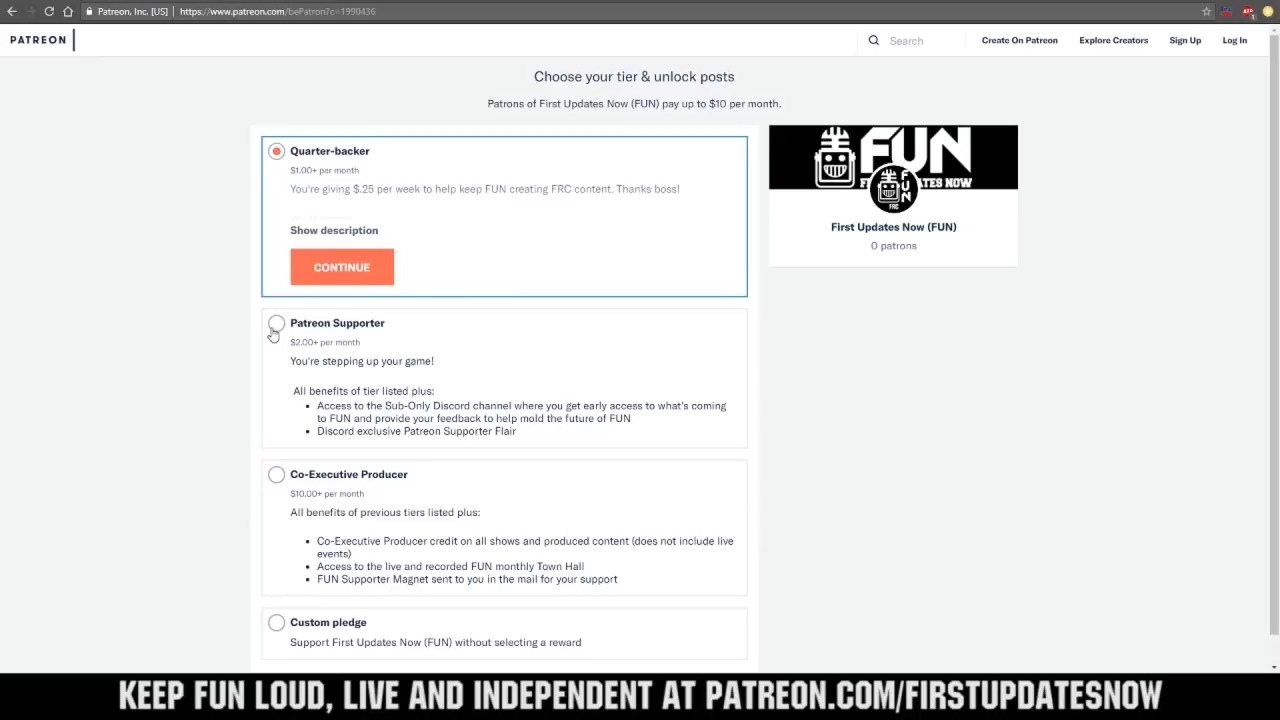 Patreon, Inc. [US] | https://www.patreon.com/bePatron?c=1990436
PATREON
Search
Create On Patreon
Explore Creators
Sign Up
Log In
Choose your tier & unlock posts
Patrons of First Updates Now (FUN) pay up to $10 per month.
Quarter-backer
$1.00+ per month
You're giving $.25 per week to help keep FUN creating FRC content. Thanks boss!
Show description
CONTINUE
FUN
FUN
FRC
First Updates Now (FUN)
0 patrons
Patreon Supporter
$2.00+ per month
You're stepping up your game!
All benefits of tier listed plus:
Access to the Sub-Only Discord channel where you get early access to what's coming
to FUN and provide your feedback to help mold the future of FUN
Discord exclusive Patreon Supporter Flair
Co-Executive Producer
$10.00+ per month
All benefits of previous tiers listed plus:
Co-Executive Producer credit on all shows and produced content (does not include live
events)
Access to the live and recorded FUN monthly Town Hall
FUN Supporter Magnet sent to you in the mail for your support
Custom pledge
Support First Updates Now (FUN) without selecting a reward
KEEP FUN LOUD, LIVE AND INDEPENDENT AT PATREON.COM/FIRSTUPDATESNOW